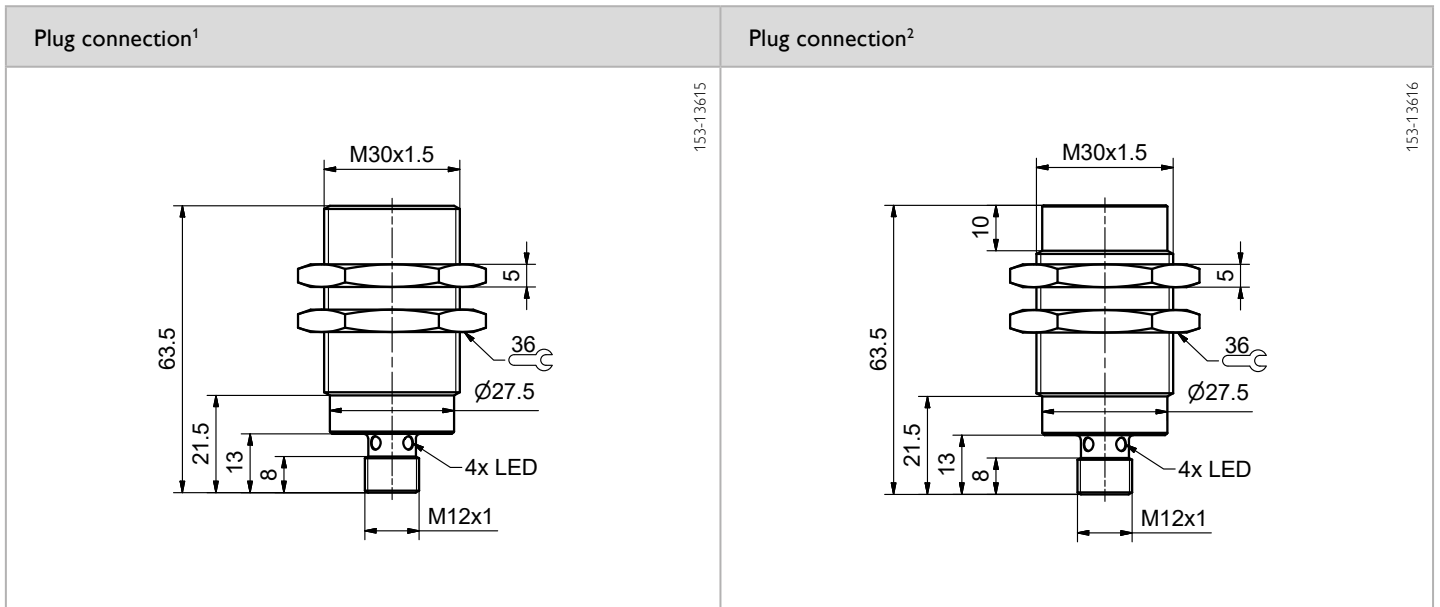 Plug connection¹
Plug connection²
153-13615
M30x1.5
5
63.5
36
Ø27.5
21.5
13
8
4x LED
M12x1
153-13616
M30x1.5
10
5
63.5
36
Ø27.5
21.5
13
8
4x LED
M12x1